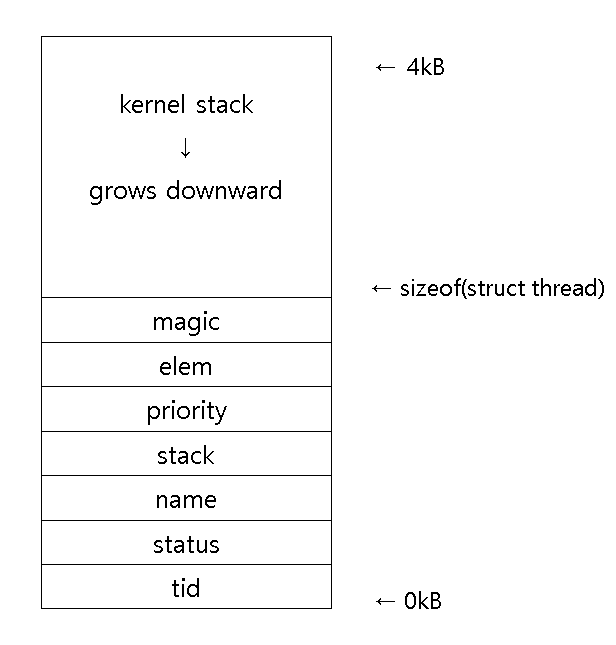 ← 4kB
kernel stack
↓
grows downward
← sizeof(struct thread)
magic
elem
priority
stack
name
status
tid
← 0kB